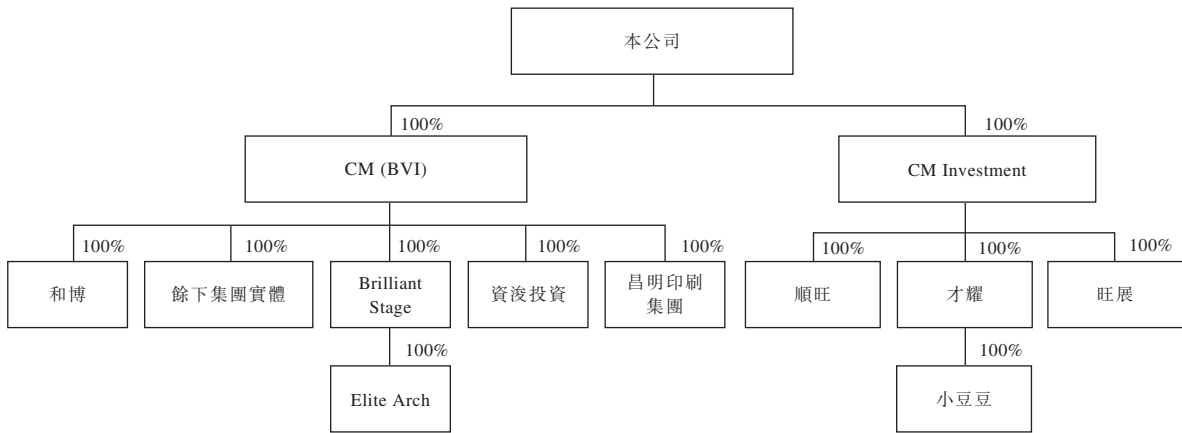 本公司
100%
100%
CM (BVI)
CM Investment
100%
100%
100%
100%
100%
100%
100%
100%
和博
餘下集團實體
Brilliant
Stage
資浚投資
昌明印刷
集團
順旺
才耀
旺展
100%
100%
Elite Arch
小豆豆